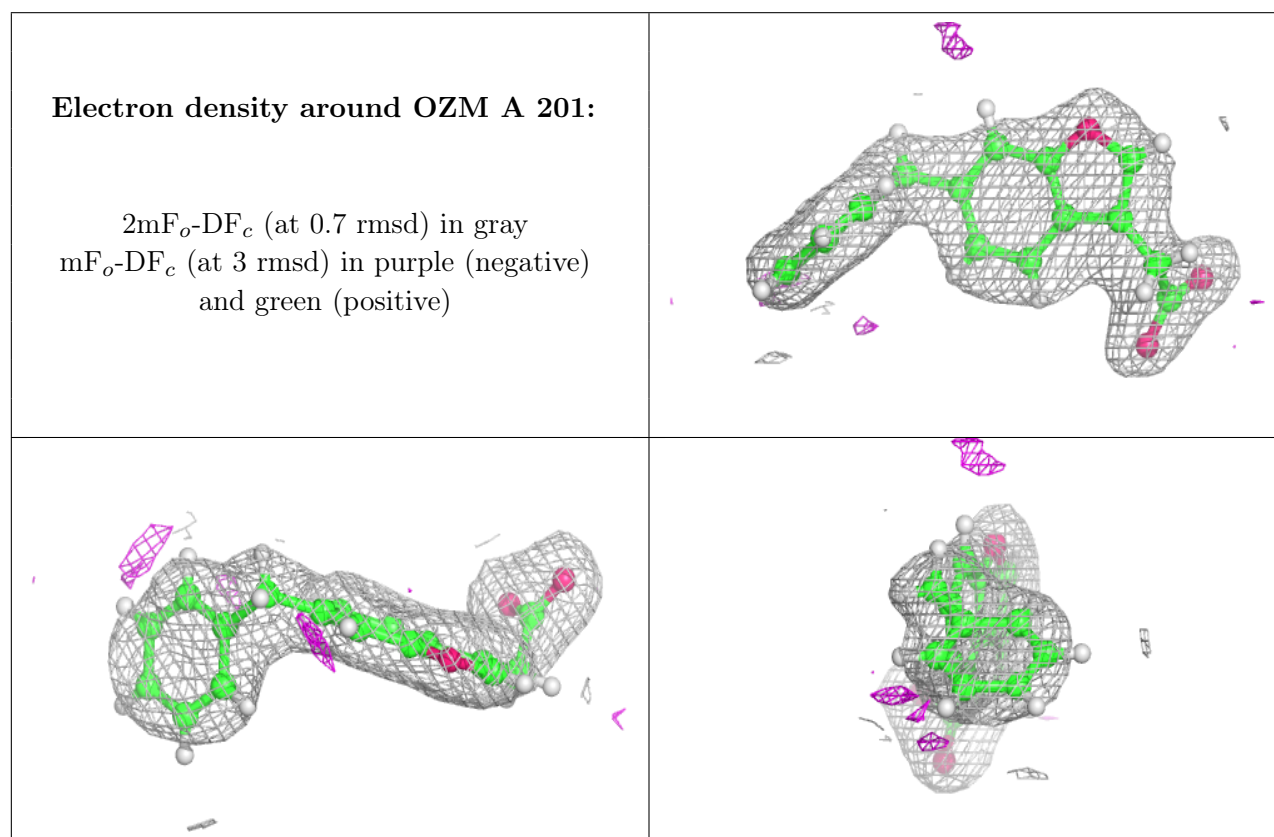 Electron density around OZM A 201:
2mFₒ-DF𝒸 (at 0.7 rmsd) in gray
mFₒ-DF𝒸 (at 3 rmsd) in purple (negative)
and green (positive)